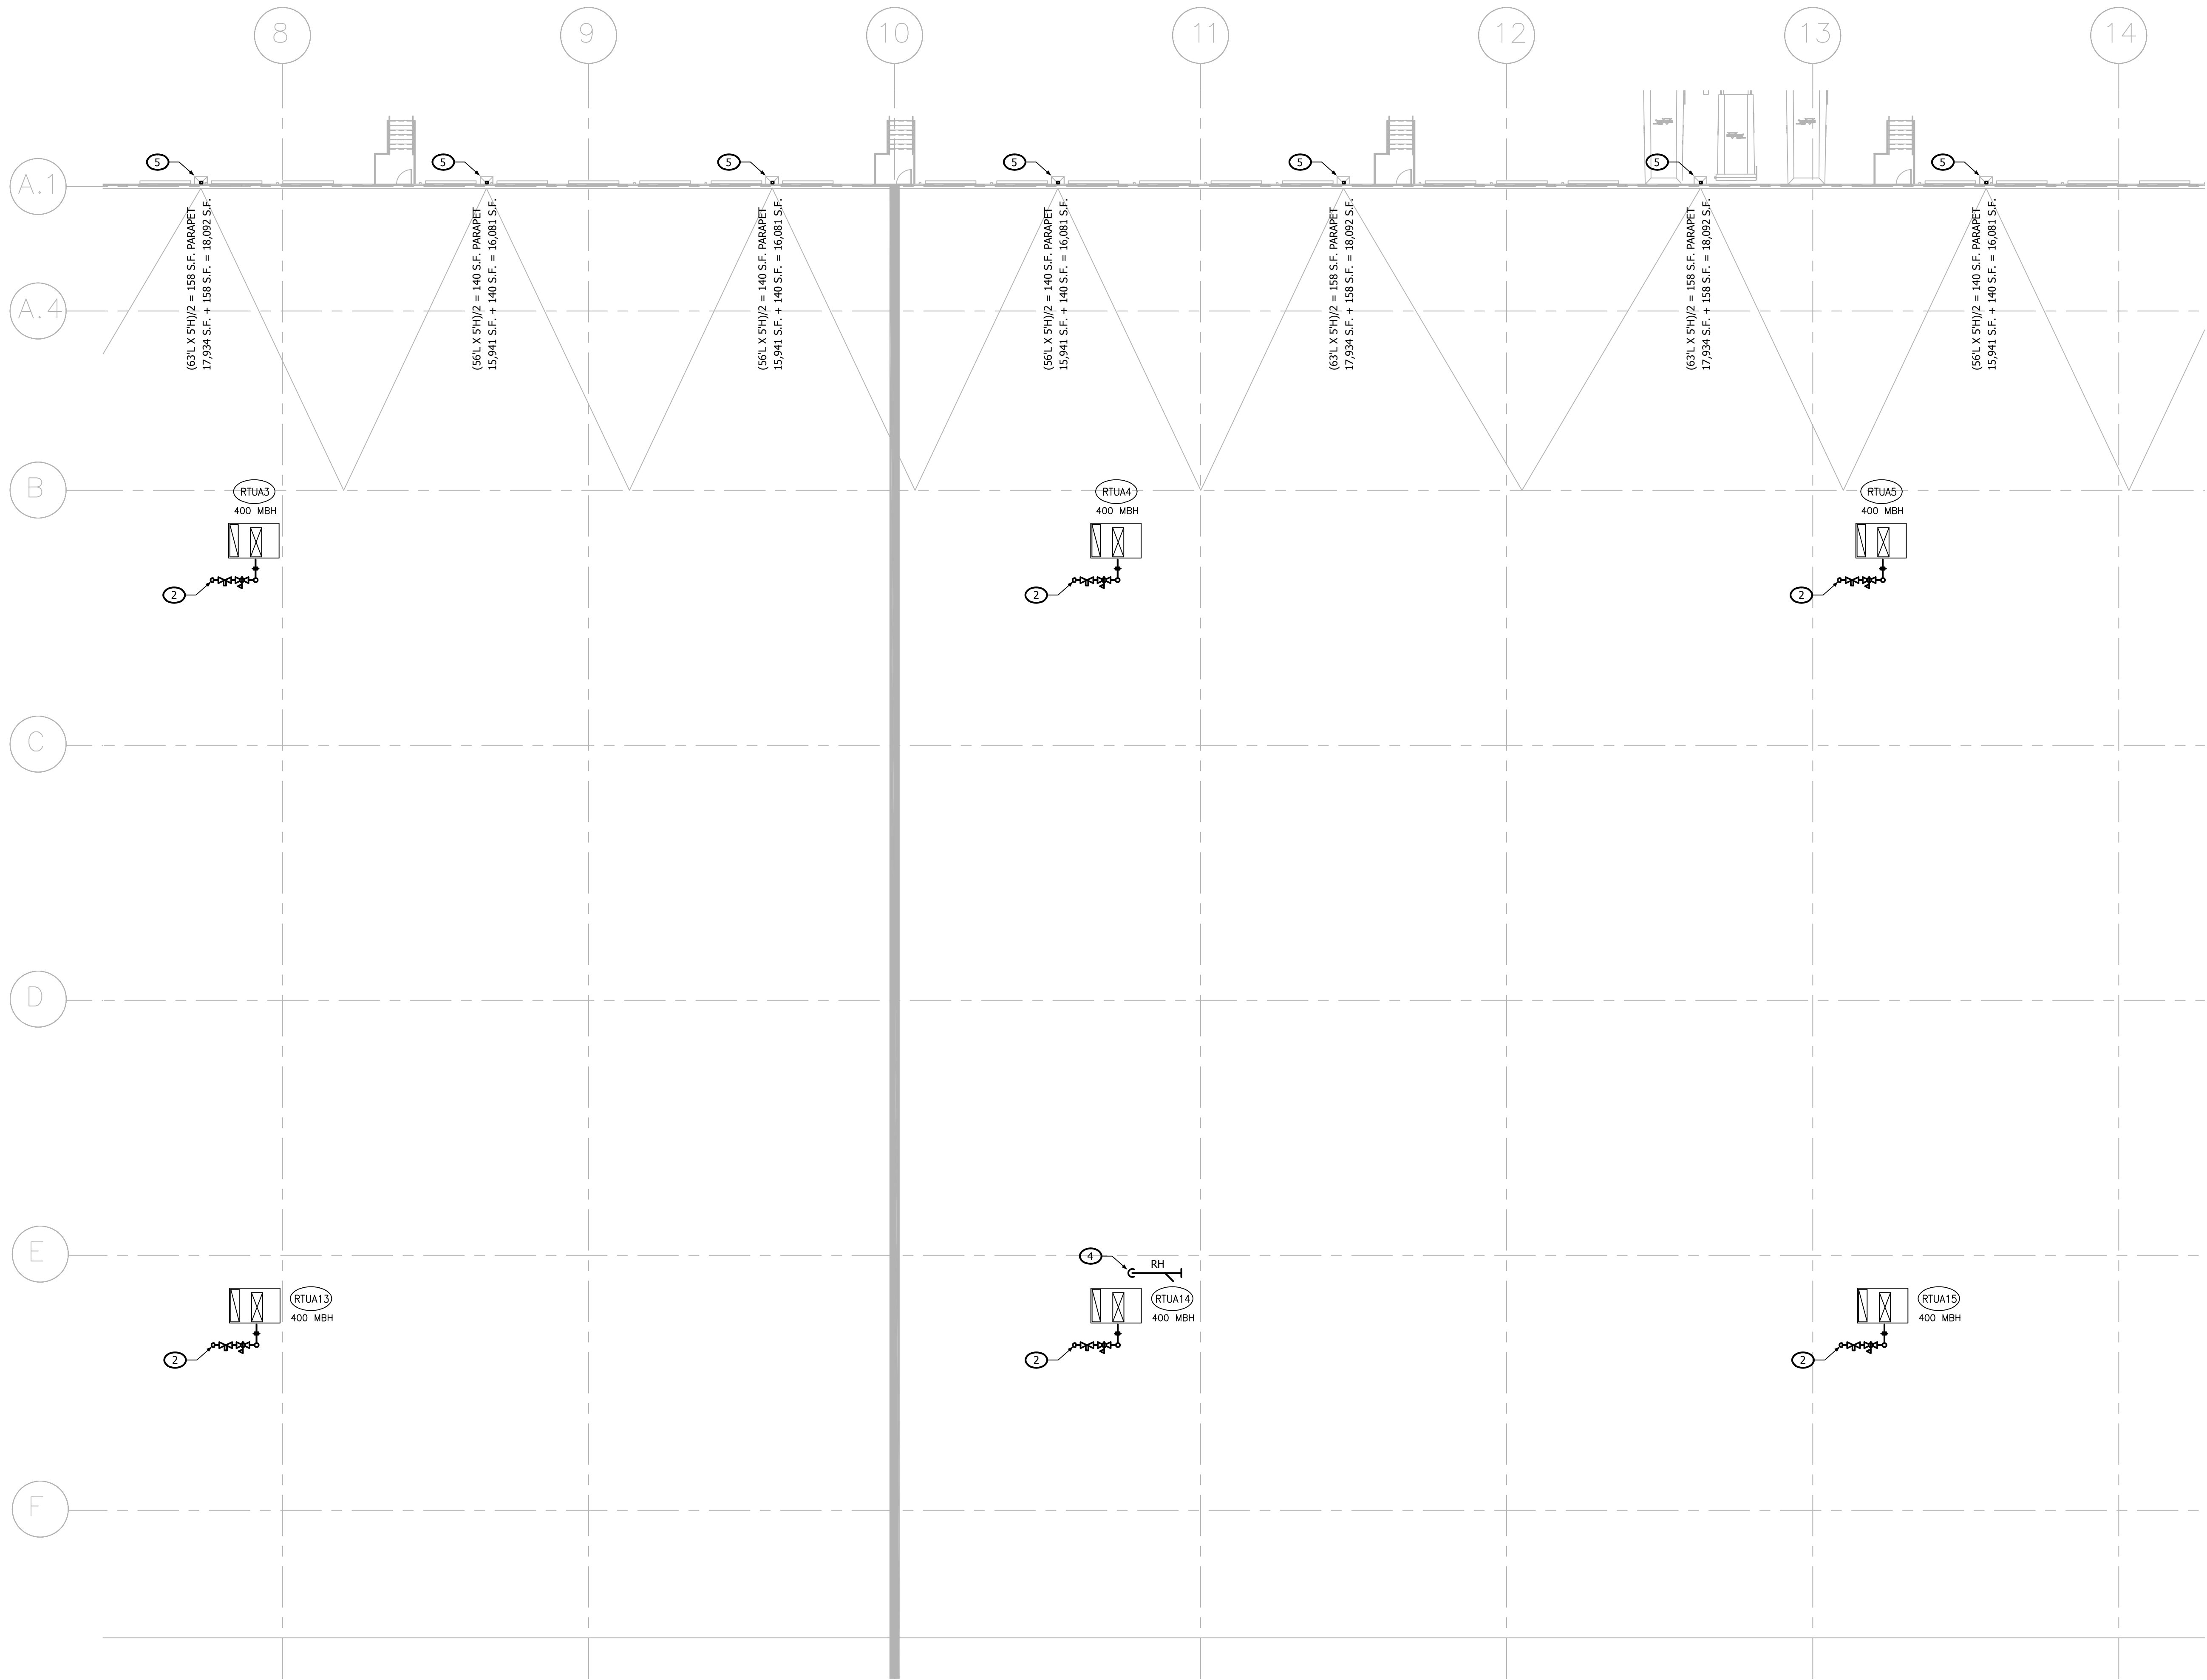 8
9
10
11
12
13
14
A.1
5
5
5
5
5
5
5
(63'L X 5'H)/2 = 158 S.F. PARAPET
17,934 S.F. + 158 S.F. = 18,092 S.F.
(56'L X 5'H)/2 = 140 S.F. PARAPET
15,941 S.F. + 140 S.F. = 16,081 S.F.
(56'L X 5'H)/2 = 140 S.F. PARAPET
15,941 S.F. + 140 S.F. = 16,081 S.F.
(56'L X 5'H)/2 = 140 S.F. PARAPET
15,941 S.F. + 140 S.F. = 16,081 S.F.
(63'L X 5'H)/2 = 158 S.F. PARAPET
17,934 S.F. + 158 S.F. = 18,092 S.F.
(63'L X 5'H)/2 = 158 S.F. PARAPET
17,934 S.F. + 158 S.F. = 18,092 S.F.
(56'L X 5'H)/2 = 140 S.F. PARAPET
15,941 S.F. + 140 S.F. = 16,081 S.F.
A.4
B
RTUA3
400 MBH
2
RTUA4
400 MBH
2
RTUA5
400 MBH
2
C
D
E
4
RH
RTUA13
400 MBH
2
RTUA14
400 MBH
2
RTUA15
400 MBH
2
F